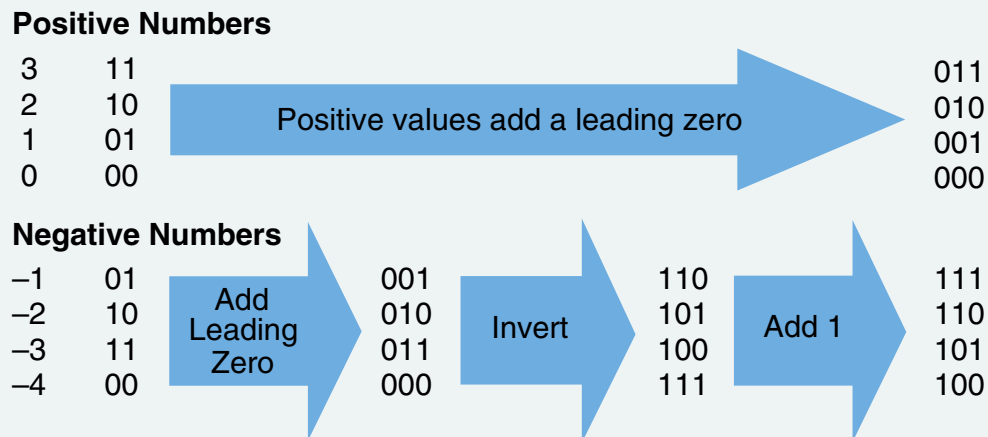 Positive Numbers
3 11 011
2 10 010
Positive values add a leading zero
1 01 001
0 00 000
Negative Numbers
–1 01 001 110 111
–2 10 010 101 110
–3 11 011 100 101
–4 00 000 111 100
Add
Leading
Zero
Invert
Add 1